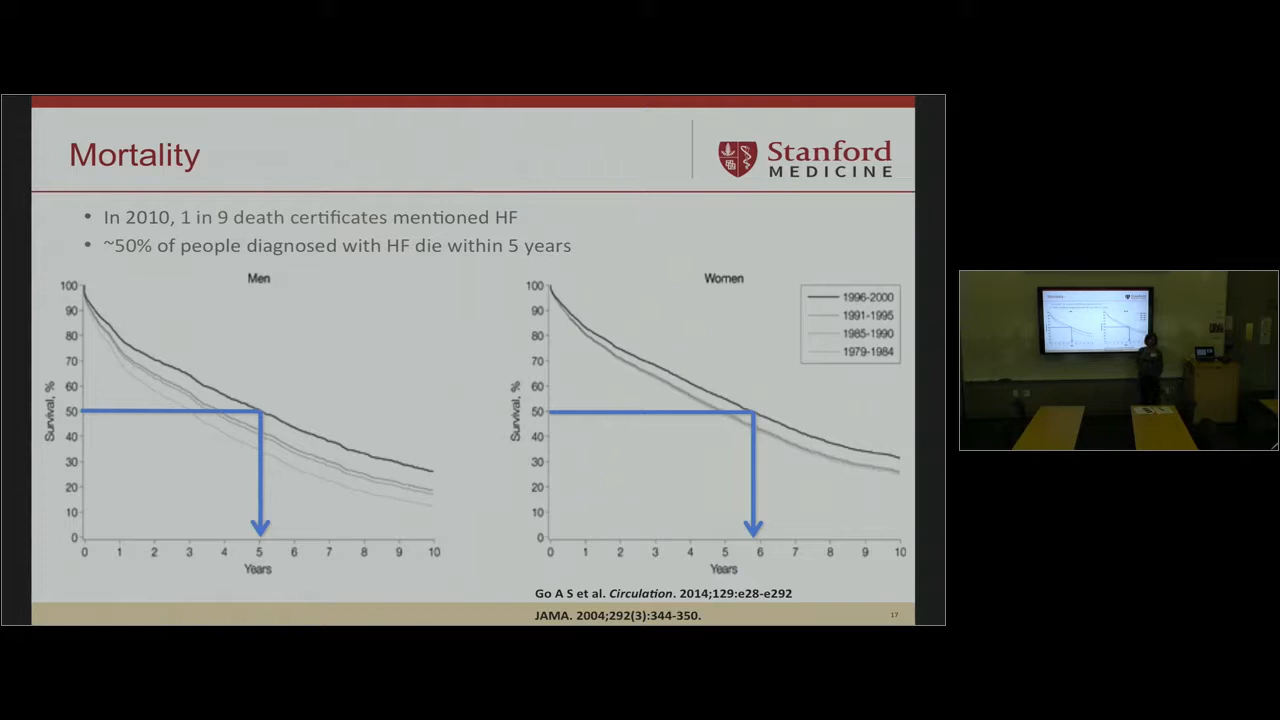 Mortality
Stanford
MEDICINE
• In 2010, 1 in 9 death certificates mentioned HF
• ~50% of people diagnosed with HF die within 5 years
Men
100
90
80
70
60
50
40
30
20
10
0
Survival, %
0 1 2 3 4 5 6 7 8 9 10
Years
Women
100
90
80
70
60
50
40
30
20
10
0
Survival, %
0 1 2 3 4 5 6 7 8 9 10
Years
1996-2000
1991-1995
1985-1990
1979-1984
Go A S et al. Circulation. 2014;129:e28-e292
JAMA. 2004;292(3):344-350.
17